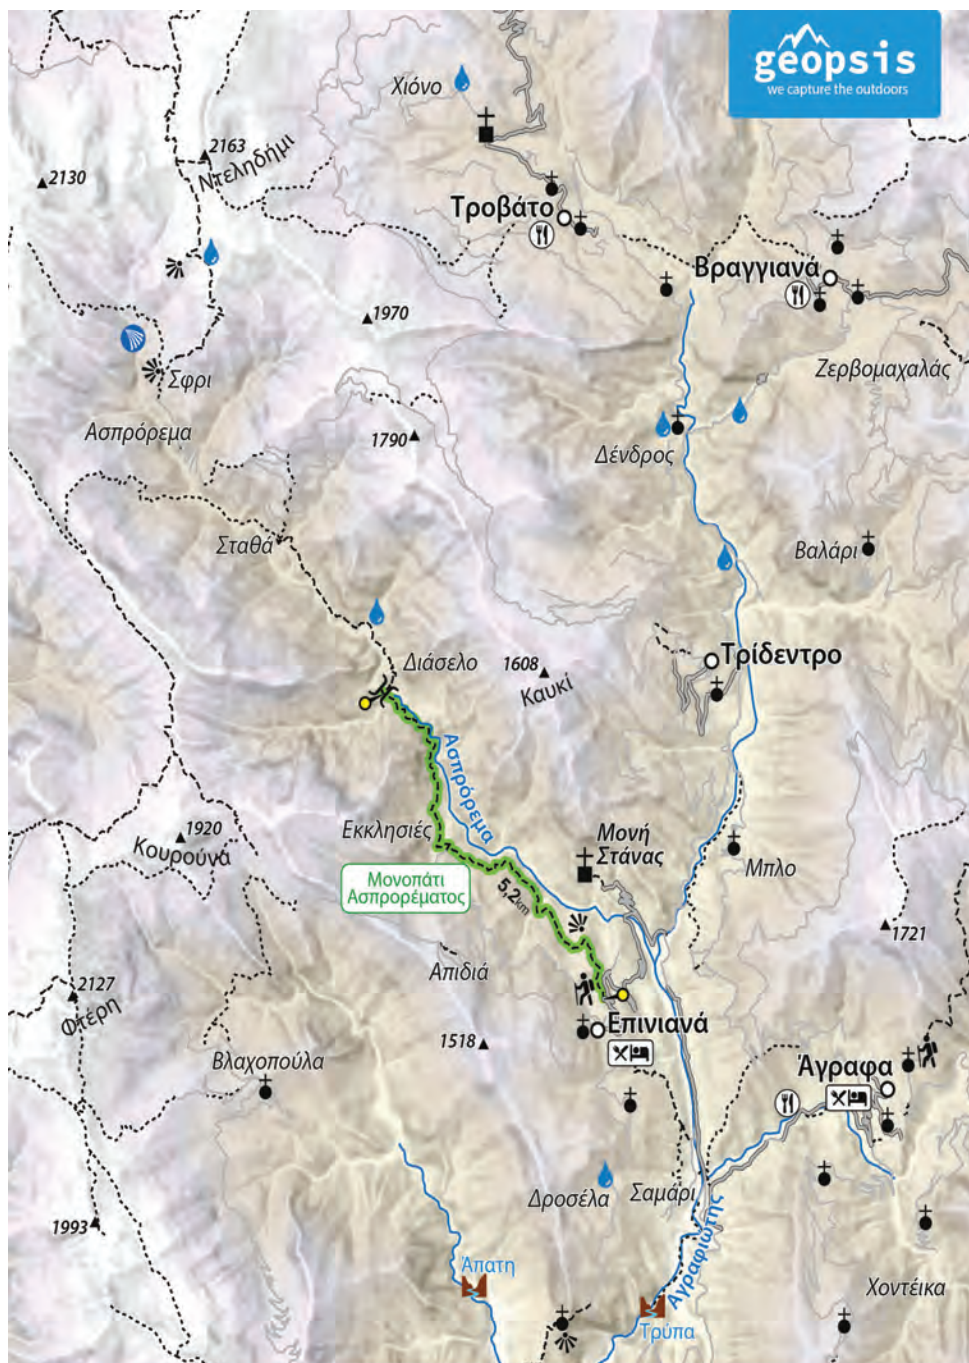 geopsis
we capture the outdoors
Χιόνο
2163
Ντεληδήμι
2130
Τροβάτο
Βραγγιανά
1970
Σφρι
Ζερβομαχαλάς
Ασπρόρεμα
1790
Δένδρος
Σταθά
Βαλάρι
Διάσελο
1608
Καυκί
Τρίδεντρο
Ασπρόρεμα
Εκκλησιές
1920
Κουρούνα
Μονή
Στάνας
Μπλο
Μονοπάτι
Ασπρορέματος
5,2km
1721
Απιδιά
2127
Φτέρη
Επινιανά
1518
Βλαχοπούλα
Άγραφα
Δροσέλα
Σαμάρι
1993
Αγραφιώτης
Άπατη
Χοντέικα
Τρύπα